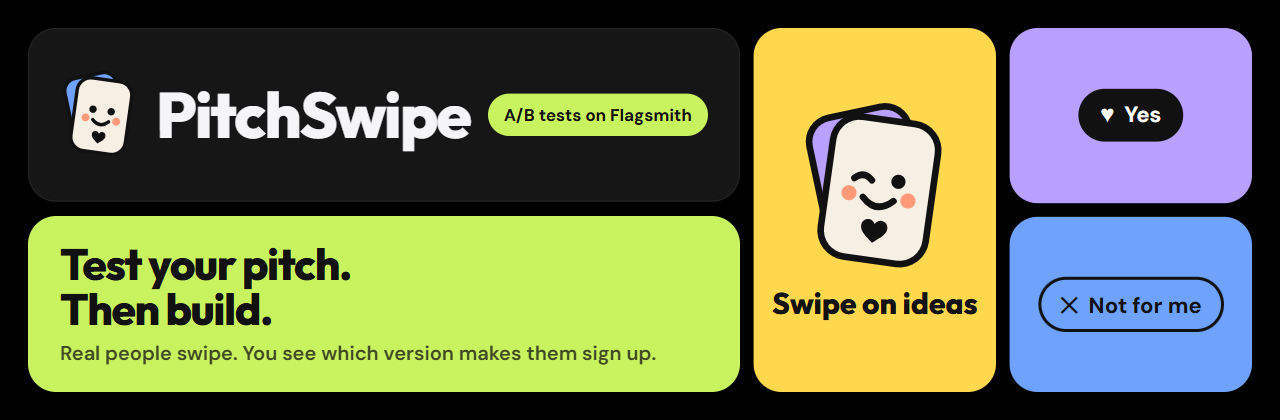 PitchSwipe
A/B tests on Flagsmith
Test your pitch.
Then build.
Real people swipe. You see which version makes them sign up.
Swipe on ideas
♥ Yes
✕ Not for me